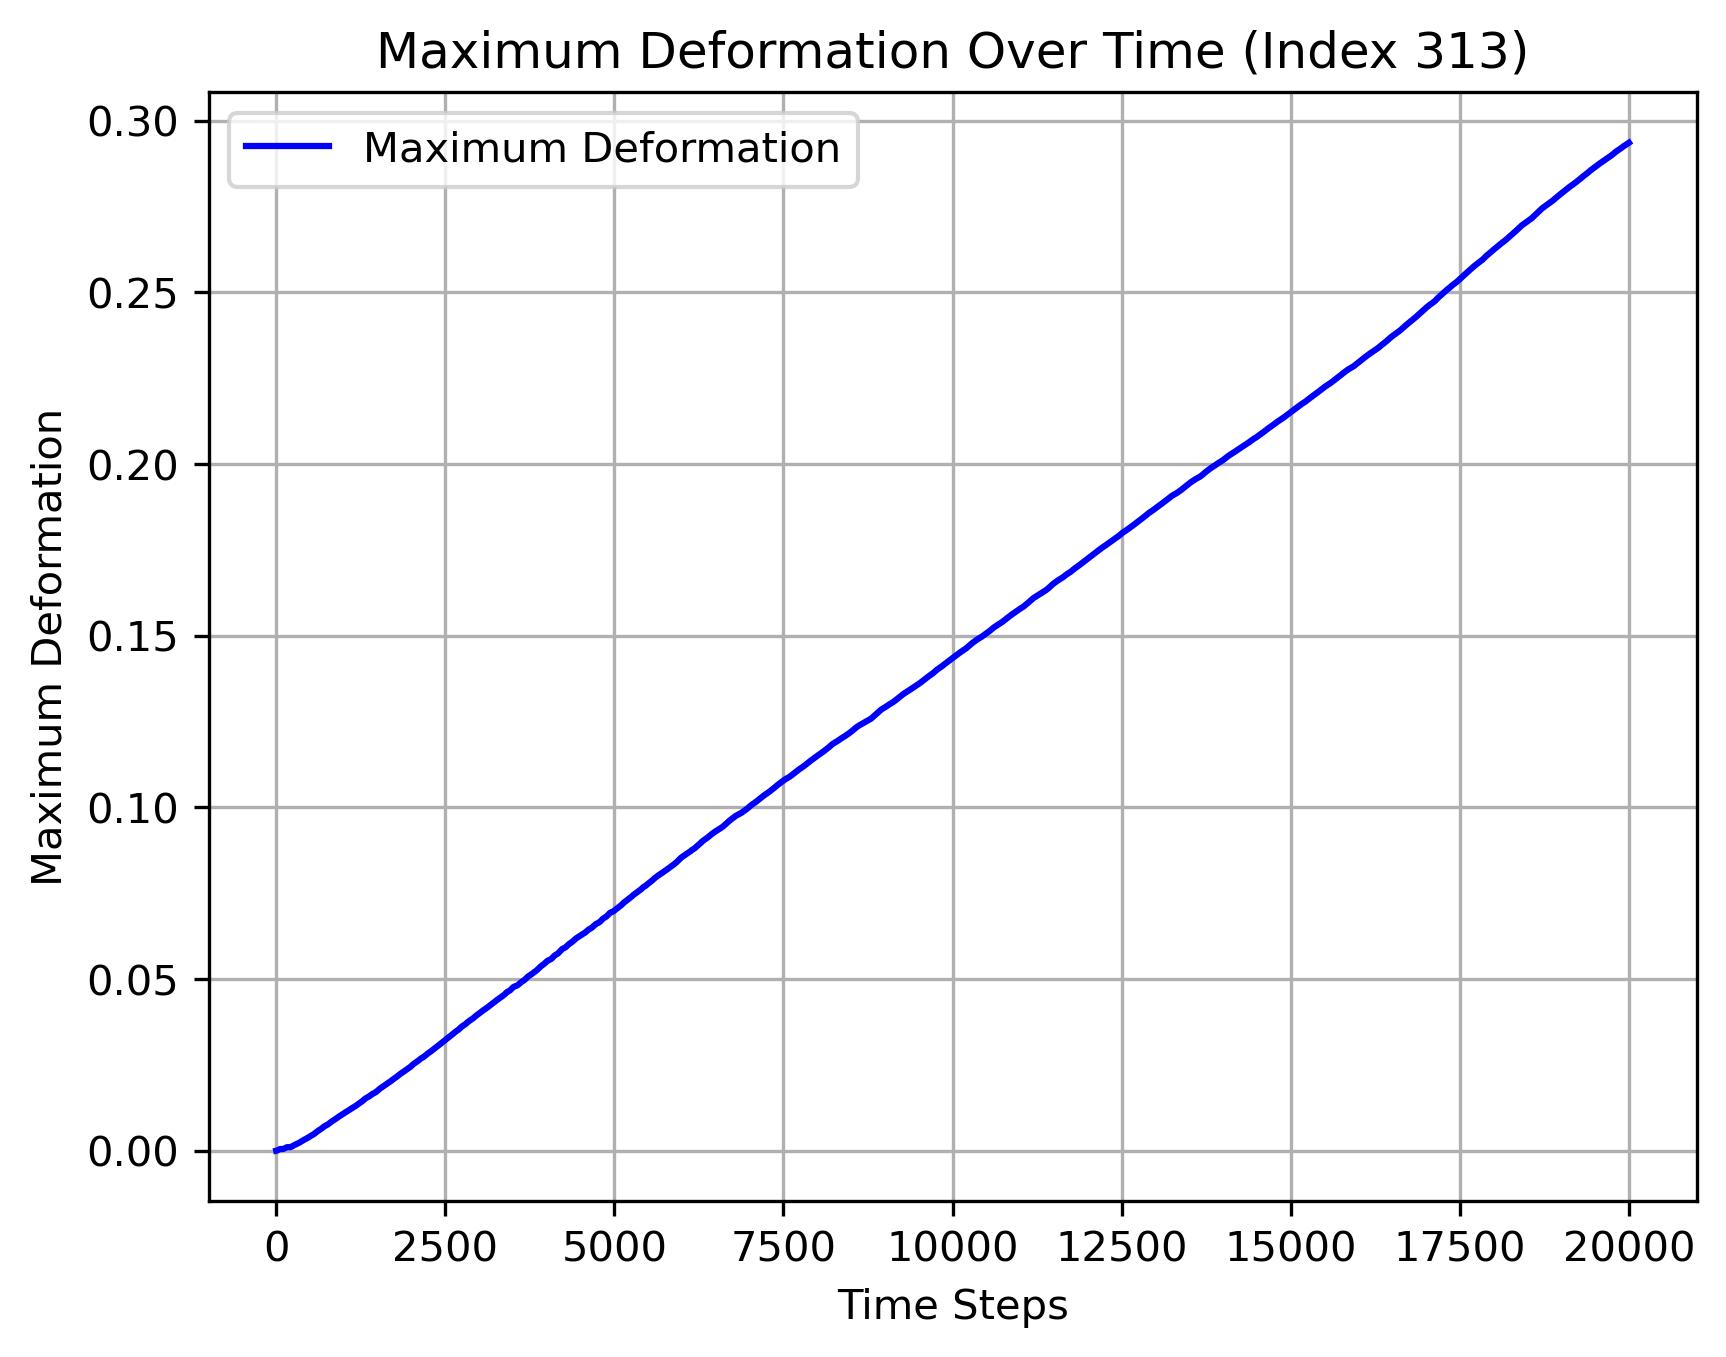 Maximum Deformation Over Time (Index 313)
Maximum Deformation
Maximum Deformation
0.30
0.25
0.20
0.15
0.10
0.05
0.00
0 2500 5000 7500 10000 12500 15000 17500 20000
Time Steps